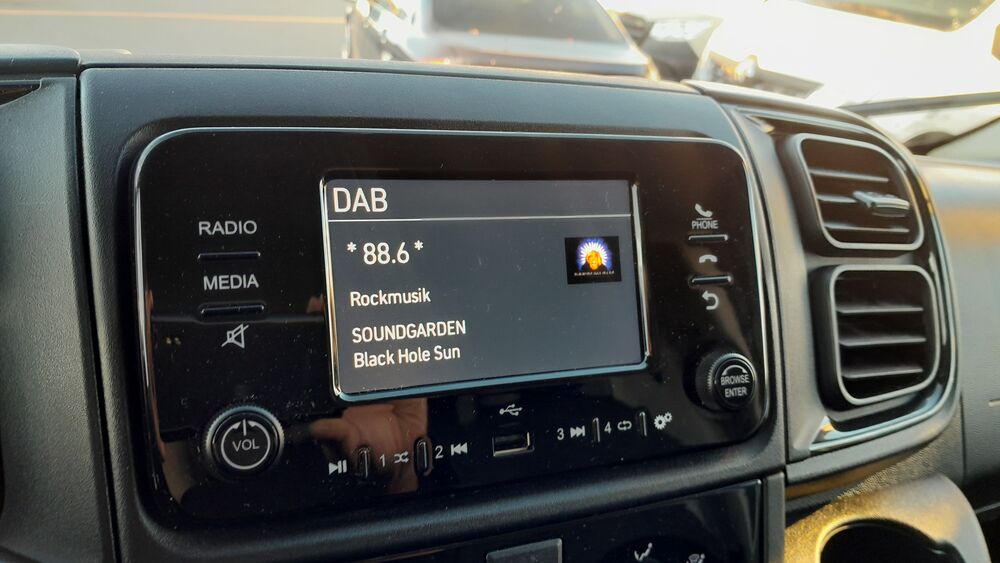 DAB
* 88.6 *
Rockmusik
SOUNDGARDEN
Black Hole Sun
RADIO
MEDIA
VOL
1
2
3
4
PHONE
BROWSE
ENTER